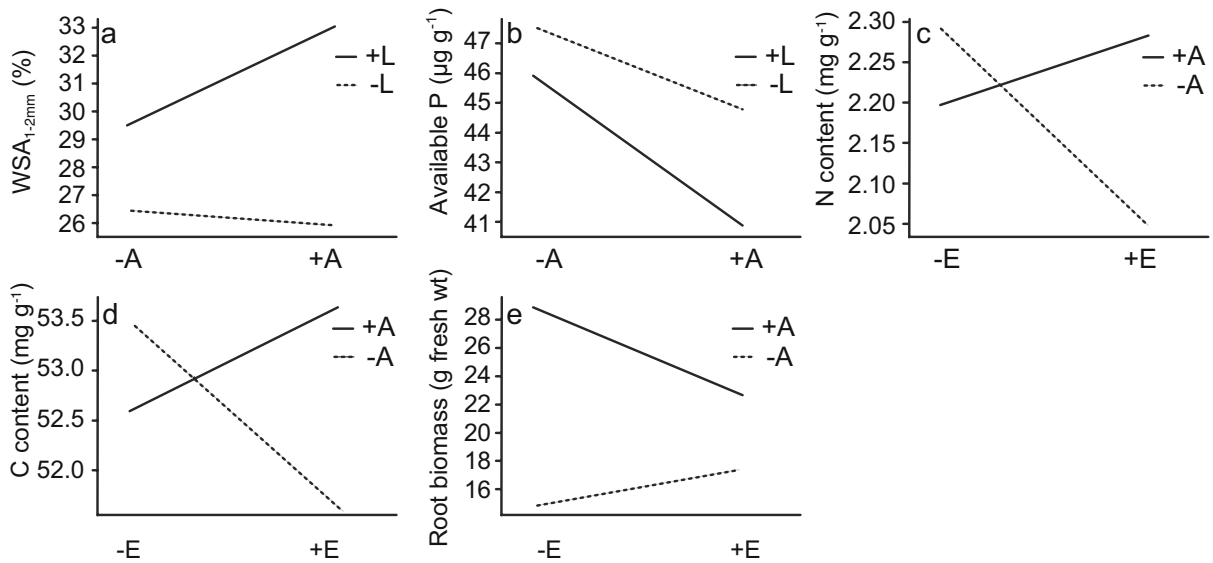 a
WSA1-2mm (%)
33
32
31
30
29
28
27
26
-A
+A
+L
-L
b
Available P (µg g-1)
47
46
45
44
43
42
41
-A
+A
+L
-L
c
N content (mg g-1)
2.30
2.25
2.20
2.15
2.10
2.05
-E
+E
+A
-A
d
C content (mg g-1)
53.5
53.0
52.5
52.0
-E
+E
+A
-A
e
Root biomass (g fresh wt)
28
26
24
22
20
18
16
-E
+E
+A
-A